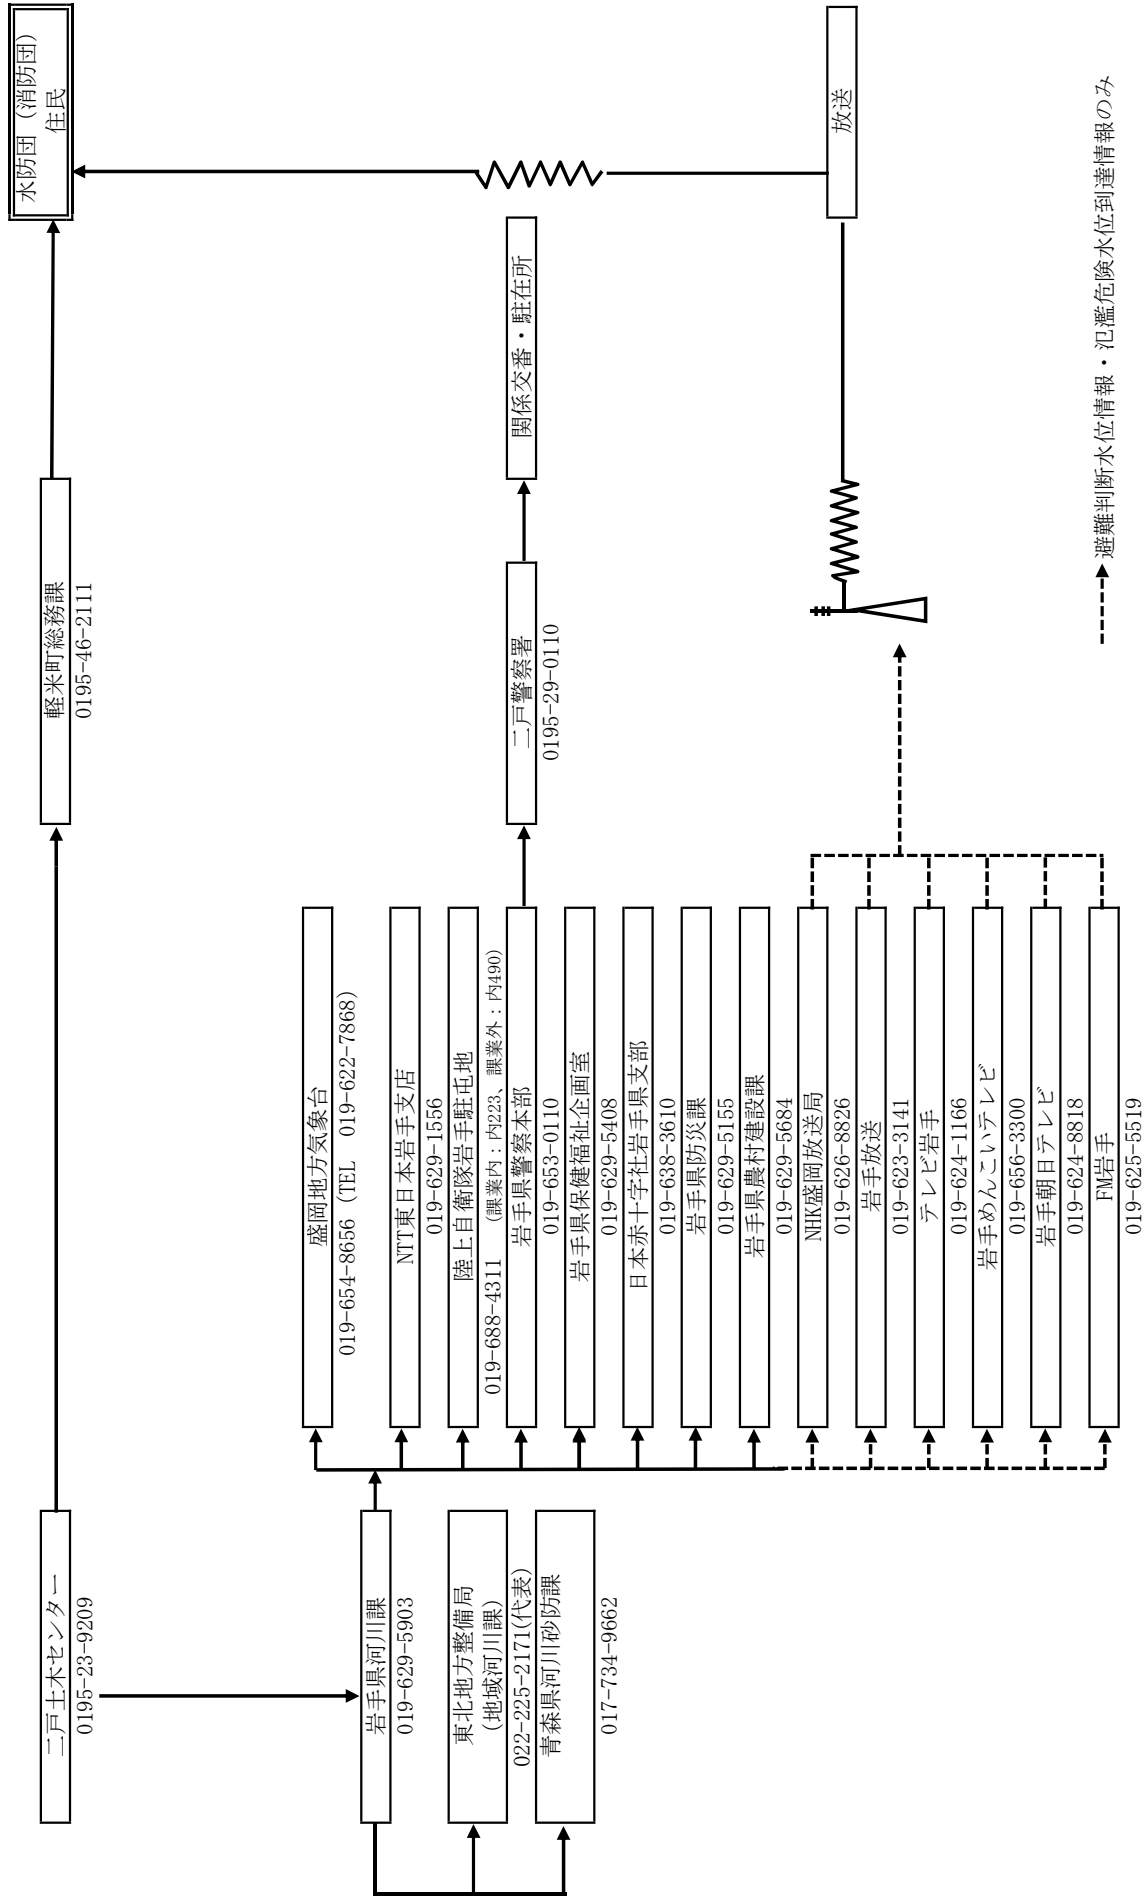 二戸土木センター
0195-23-9209
軽米町総務課
0195-46-2111
水防団（消防団）
住民
岩手県河川課
019-629-5903
東北地方整備局
（地域河川課）
022-225-2171(代表)
青森県河川砂防課
017-734-9662
盛岡地方気象台
019-654-8656（TEL　019-622-7868）
NTT東日本岩手支店
019-629-1556
陸上自衛隊岩手駐屯地
019-688-4311　（課業内：内223、課業外：内490）
岩手県警察本部
019-653-0110
岩手県保健福祉企画室
019-629-5408
日本赤十字社岩手県支部
019-638-3610
岩手県防災課
019-629-5155
岩手県農村建設課
019-629-5684
NHK盛岡放送局
019-626-8826
岩手放送
019-623-3141
テレビ岩手
019-624-1166
岩手めんこいテレビ
019-656-3300
岩手朝日テレビ
019-624-8818
FM岩手
019-625-5519
二戸警察署
0195-29-0110
関係交番・駐在所
放送
避難判断水位情報・氾濫危険水位到達情報のみ